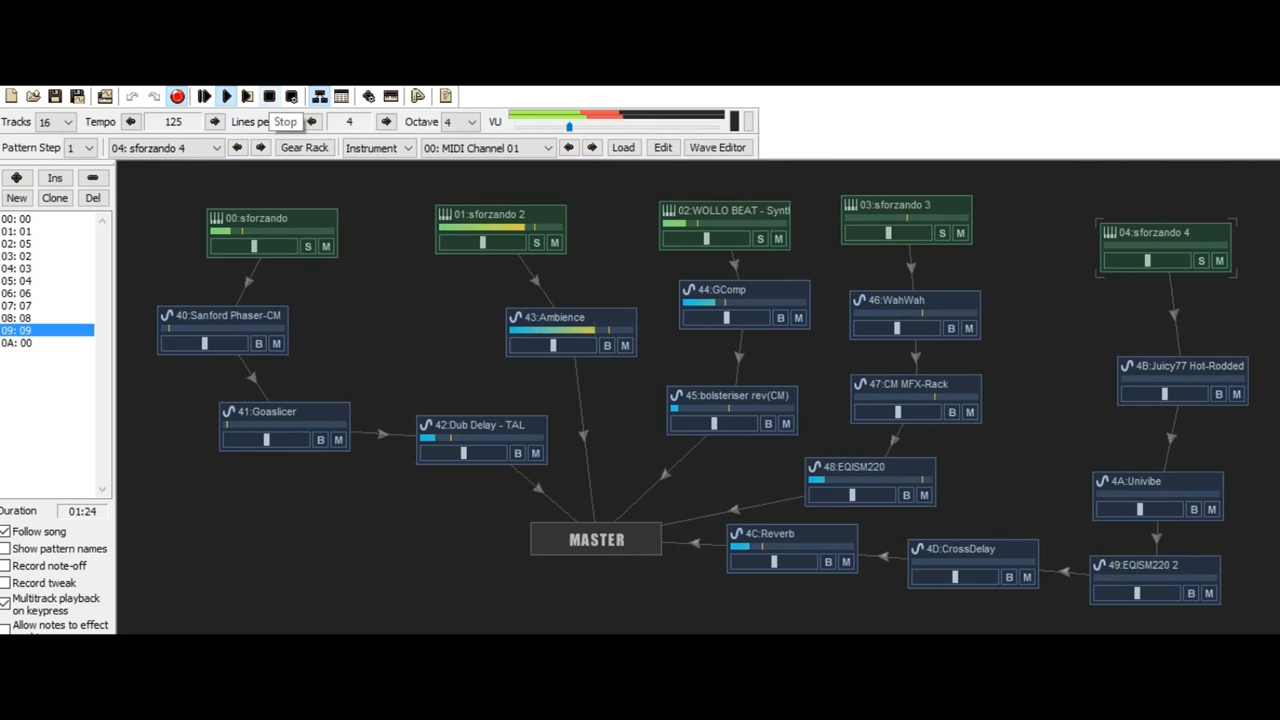 Tracks 16 Tempo 125 Lines pe Stop 4 Octave 4 VU
Pattern Step 1 04: sforzando 4 Gear Rack Instrument 00: MIDI Channel 01 Load Edit Wave Editor
Ins
New Clone Del
00: 00
01: 01
02: 05
03: 02
04: 03
05: 04
06: 06
07: 07
08: 08
09: 09
0A: 00
Duration 01:24
Follow song
Show pattern names
Record note-off
Record tweak
Multitrack playback
on keypress
Allow notes to effect
00:sforzando
S M
01:sforzando 2
S M
02:WOLLO BEAT - Synth
S M
03:sforzando 3
S M
04:sforzando 4
S M
40:Sanford Phaser-CM
B M
43:Ambience
B M
44:GComp
B M
46:WahWah
B M
4B:Juicy77 Hot-Rodded
B M
41:Goaslicer
B M
42:Dub Delay - TAL
B M
45:bolsteriser rev(CM)
B M
47:CM MFX-Rack
B M
48:EQISM220
B M
4A:Univibe
B M
MASTER
4C:Reverb
B M
4D:CrossDelay
B M
49:EQISM220 2
B M